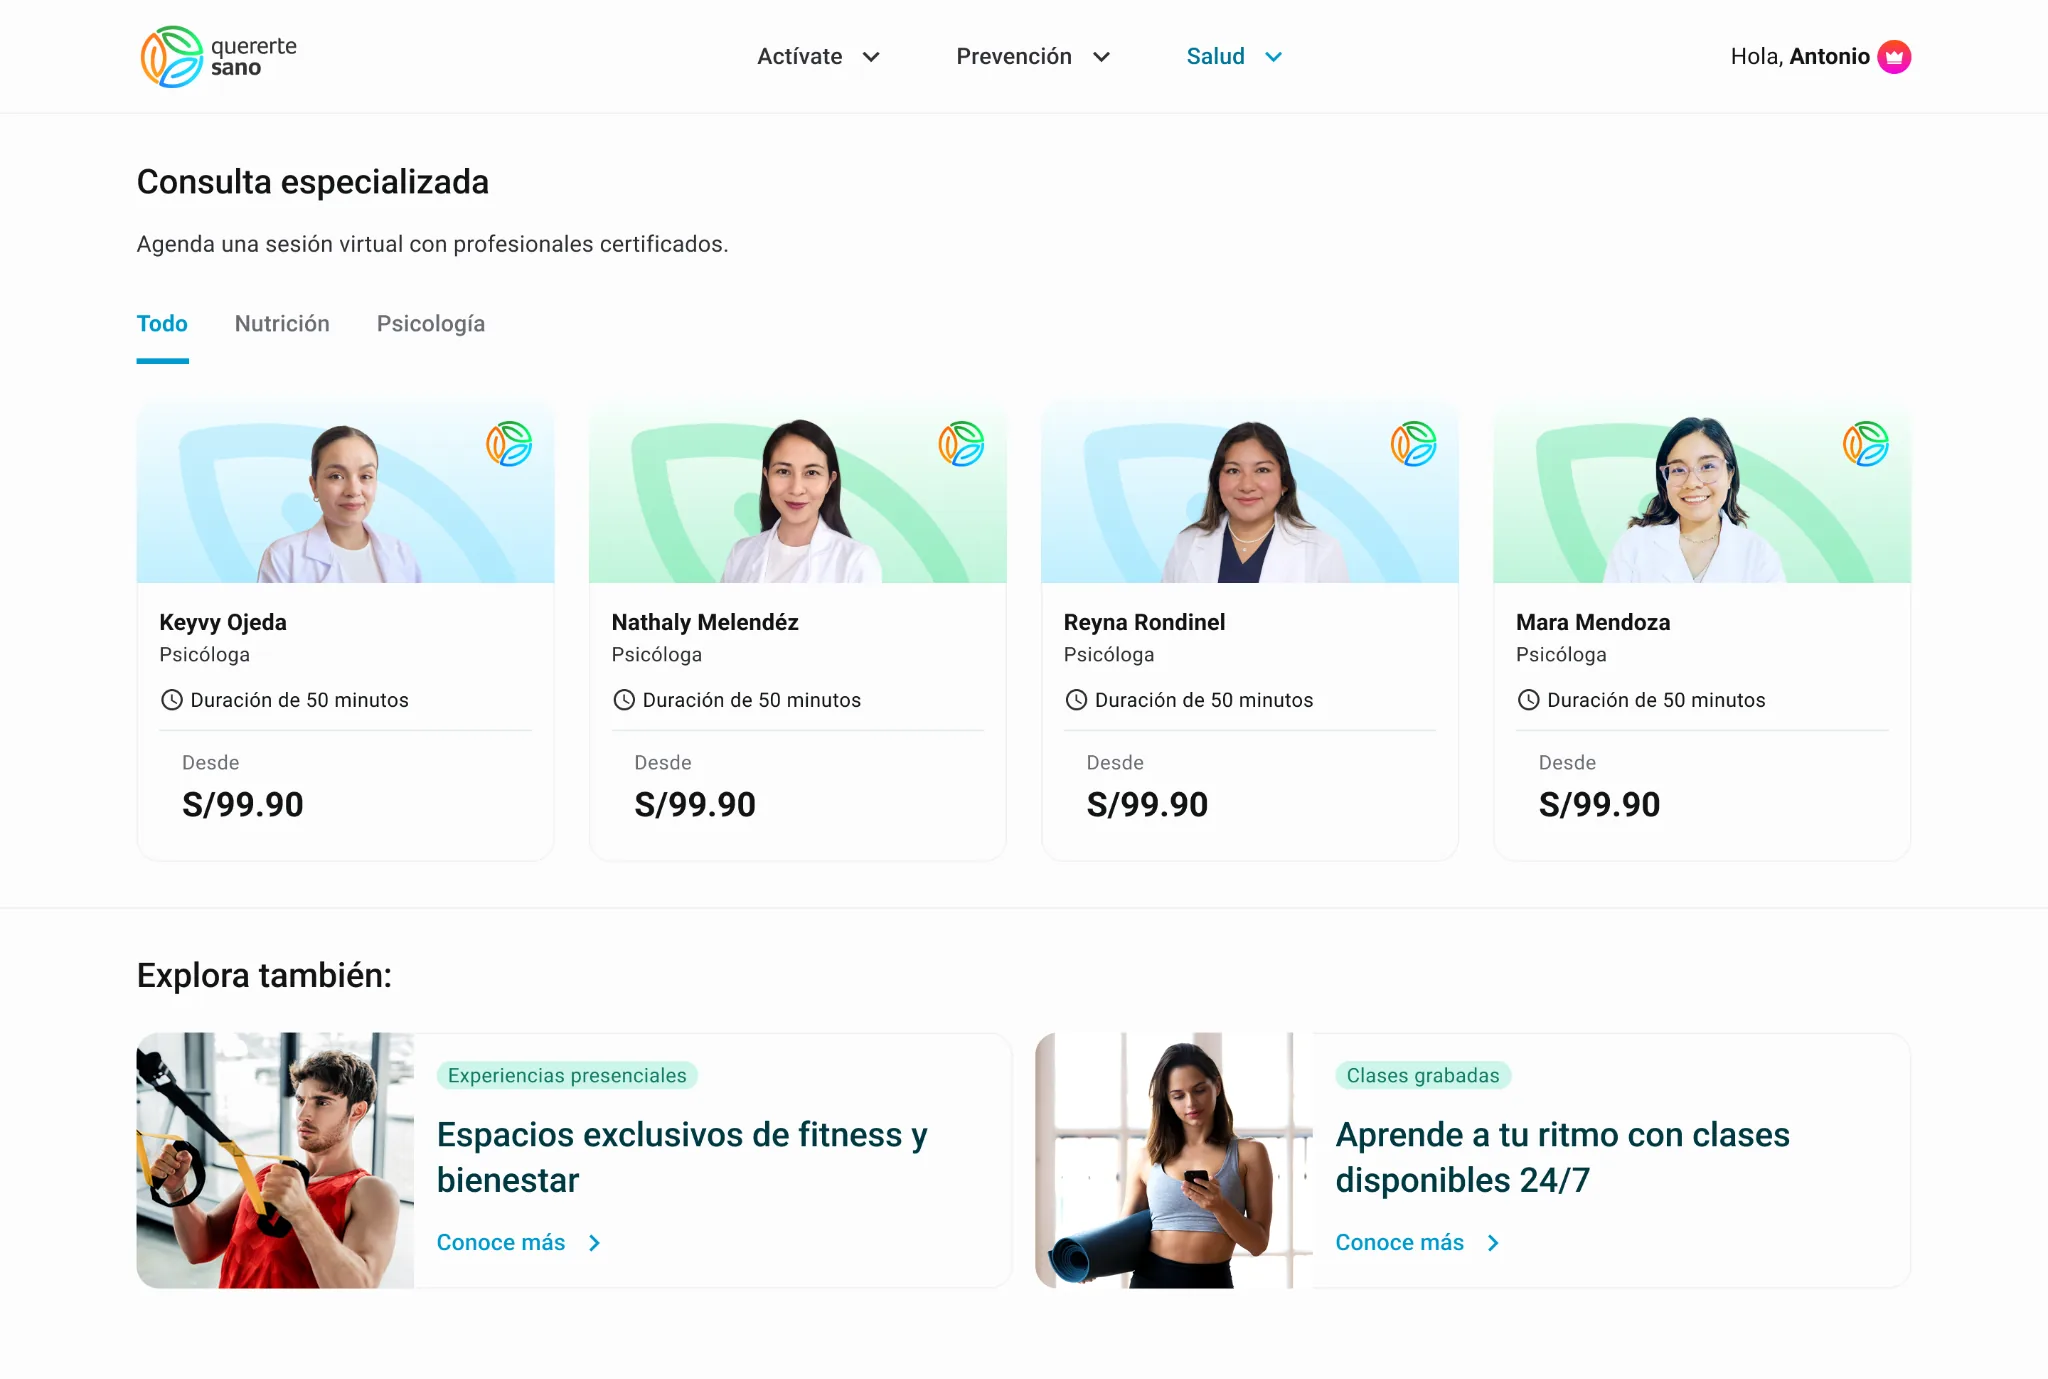 quererte
sano
Actívate
Prevención
Salud
Hola, Antonio
Consulta especializada
Agenda una sesión virtual con profesionales certificados.
Todo
Nutrición
Psicología
Keyvy Ojeda
Psicóloga
Duración de 50 minutos
Desde
S/99.90
Nathaly Melendéz
Psicóloga
Duración de 50 minutos
Desde
S/99.90
Reyna Rondinel
Psicóloga
Duración de 50 minutos
Desde
S/99.90
Mara Mendoza
Psicóloga
Duración de 50 minutos
Desde
S/99.90
Explora también:
Experiencias presenciales
Espacios exclusivos de fitness y
bienestar
Conoce más
Clases grabadas
Aprende a tu ritmo con clases
disponibles 24/7
Conoce más